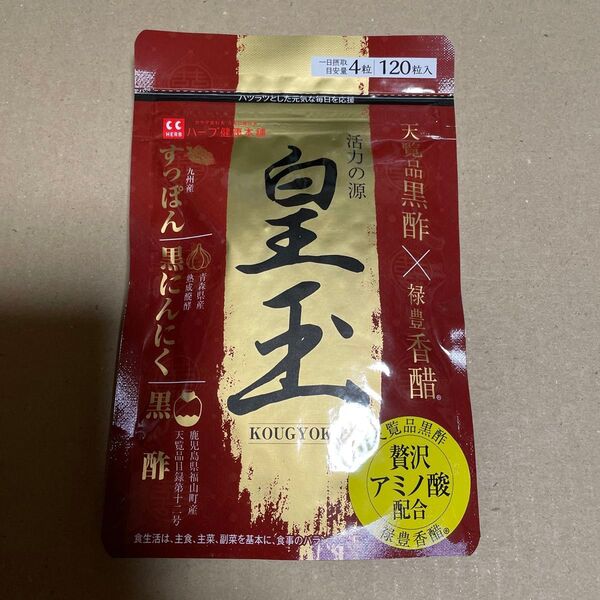 一日摂取
目安量 4粒 120粒入
ハツラツとした元気な毎日を応援
CC
HERB
ハーブ健康本舗
天覧品黒酢×禄豊香醋®
活力の源
皇玉
KOUGYOK
九州産
すっぽん
青森県産
熟成醗酵
黒にんにく
鹿児島県福山町産
天覧品目録第十二号
黒酢
天覧品黒酢
贅沢
アミノ酸
配合
禄豊香醋®
食生活は、主食、主菜、副菜を基本に、食事のバラ